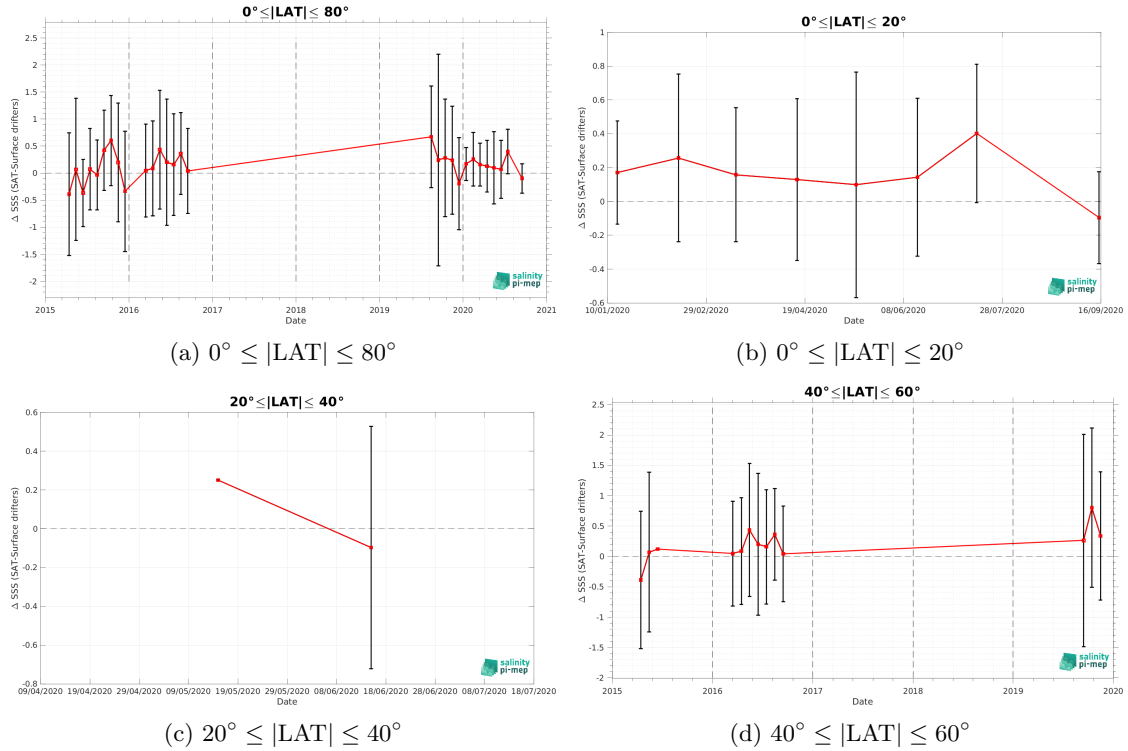 0°≤|LAT|≤ 80°
Δ SSS (SAT-Surface drifters)
2.5
2
1.5
1
0.5
0
-0.5
-1
-1.5
-2
2015 2016 2017 2018 2019 2020 2021
Date
salinity
pi-mep
(a) 0° ≤ |LAT| ≤ 80°
0°≤|LAT|≤ 20°
Δ SSS (SAT-Surface drifters)
1
0.8
0.6
0.4
0.2
0
-0.2
-0.4
-0.6
10/01/2020 29/02/2020 19/04/2020 08/06/2020 28/07/2020 16/09/2020
Date
salinity
pi-mep
(b) 0° ≤ |LAT| ≤ 20°
20°≤|LAT|≤ 40°
Δ SSS (SAT-Surface drifters)
0.6
0.4
0.2
0
-0.2
-0.4
-0.6
-0.8
09/04/2020 19/04/2020 29/04/2020 09/05/2020 19/05/2020 29/05/2020 08/06/2020 18/06/2020 28/06/2020 08/07/2020 18/07/2020
Date
salinity
pi-mep
(c) 20° ≤ |LAT| ≤ 40°
40°≤|LAT|≤ 60°
Δ SSS (SAT-Surface drifters)
2.5
2
1.5
1
0.5
0
-0.5
-1
-1.5
-2
2015 2016 2017 2018 2019 2020
Date
salinity
pi-mep
(d) 40° ≤ |LAT| ≤ 60°